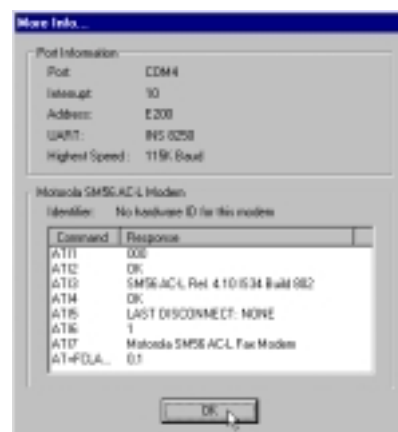 More Info...
Port Information
Port: COM4
Interrupt: 10
Address: E200
UART: INS 8250
Highest Speed: 115K Baud
Motorola SM56 AC-L Modem
Identifier: No hardware ID for this modem
Command Response
ATI1 000
ATI2 OK
ATI3 SM56 AC-L Rel. 4.10 Build 802
ATI4 OK
ATI5 LAST DISCONNECT: NONE
ATI6 1
ATI7 Motorola SM56 AC-L Fax Modem
AT+FCLA... 0,1
OK